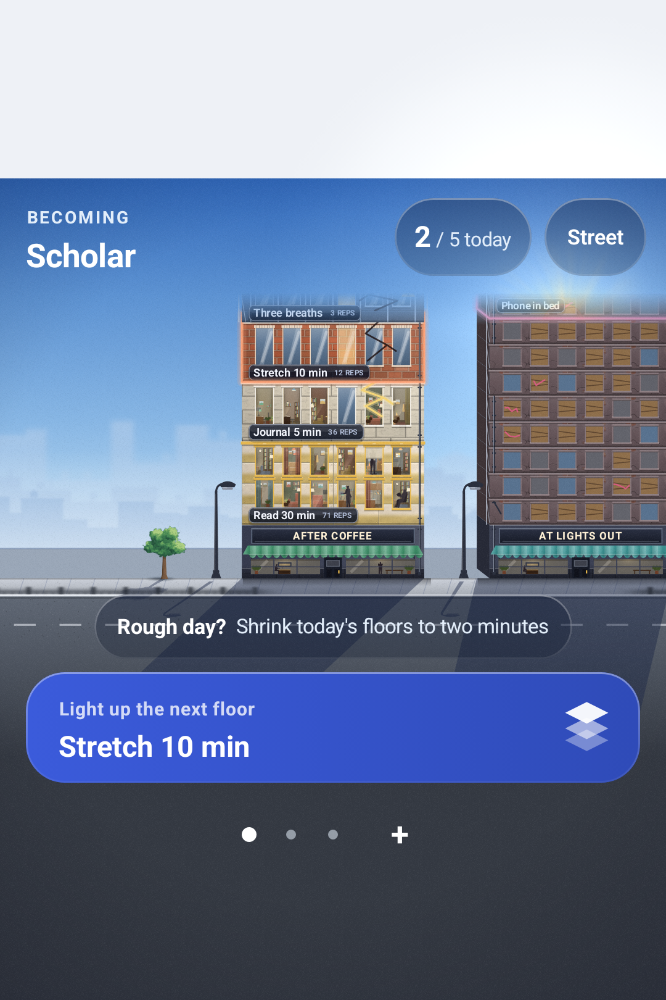 BECOMING
Scholar
2 / 5 today
Street
Three breaths 3 REPS
Phone in bed
Stretch 10 min 12 REPS
Journal 5 min 36 REPS
Read 30 min 71 REPS
AFTER COFFEE
AT LIGHTS OUT
Rough day? Shrink today's floors to two minutes
Light up the next floor
Stretch 10 min
+